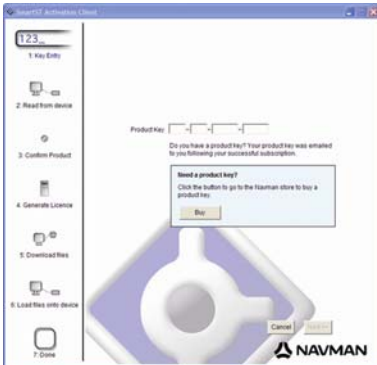 SmartST Activation Client
123_
1: Key Entry
2: Read from device
3: Confirm Product
4: Generate Licence
5: Download files
6: Load files onto device
7: Done
Product Key
Do you have a product key? Your product key was emailed
to you following your successful subscription.
Need a product key?
Click the button to go to the Navman store to buy a
product key.
Buy
Cancel
NAVMAN